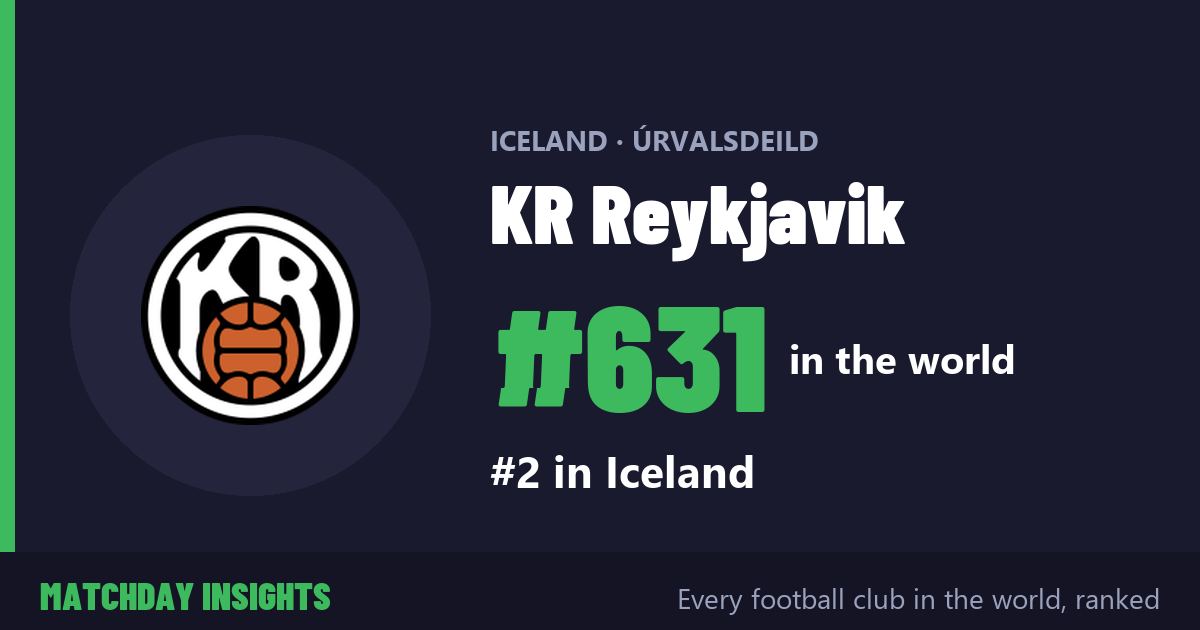 ICELAND · ÚRVALSDEILD
KR Reykjavik
KR
#631 in the world
#2 in Iceland
MATCHDAY INSIGHTS
Every football club in the world, ranked